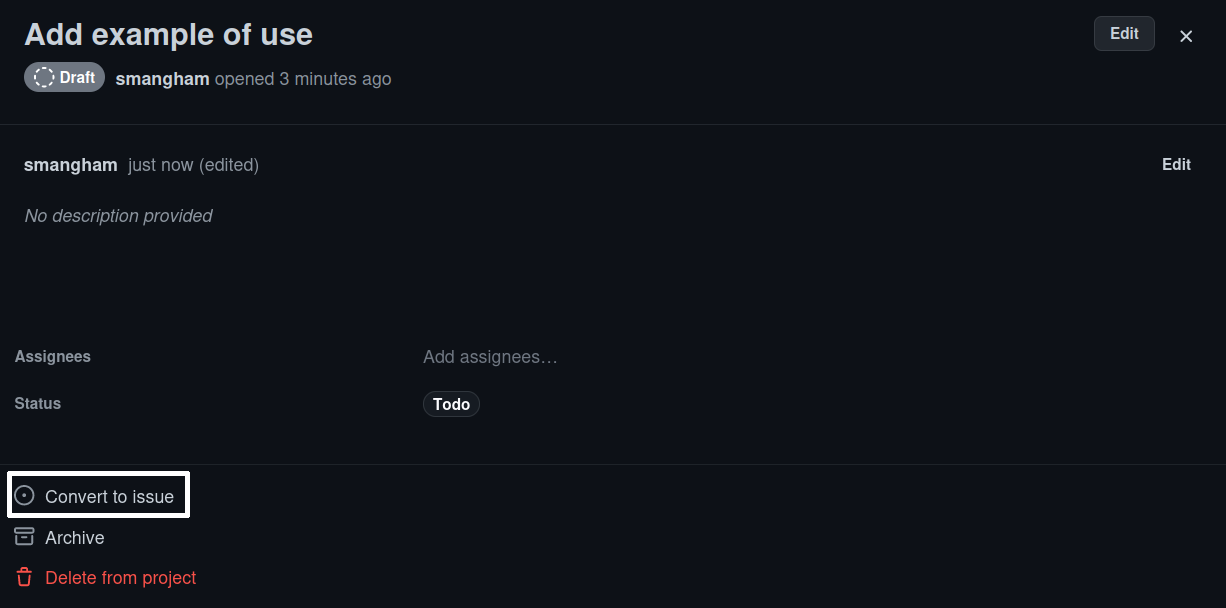 Add example of use
Edit
Draft smangham opened 3 minutes ago
smangham just now (edited)
Edit
No description provided
Assignees Add assignees…
Status Todo
Convert to issue
Archive
Delete from project